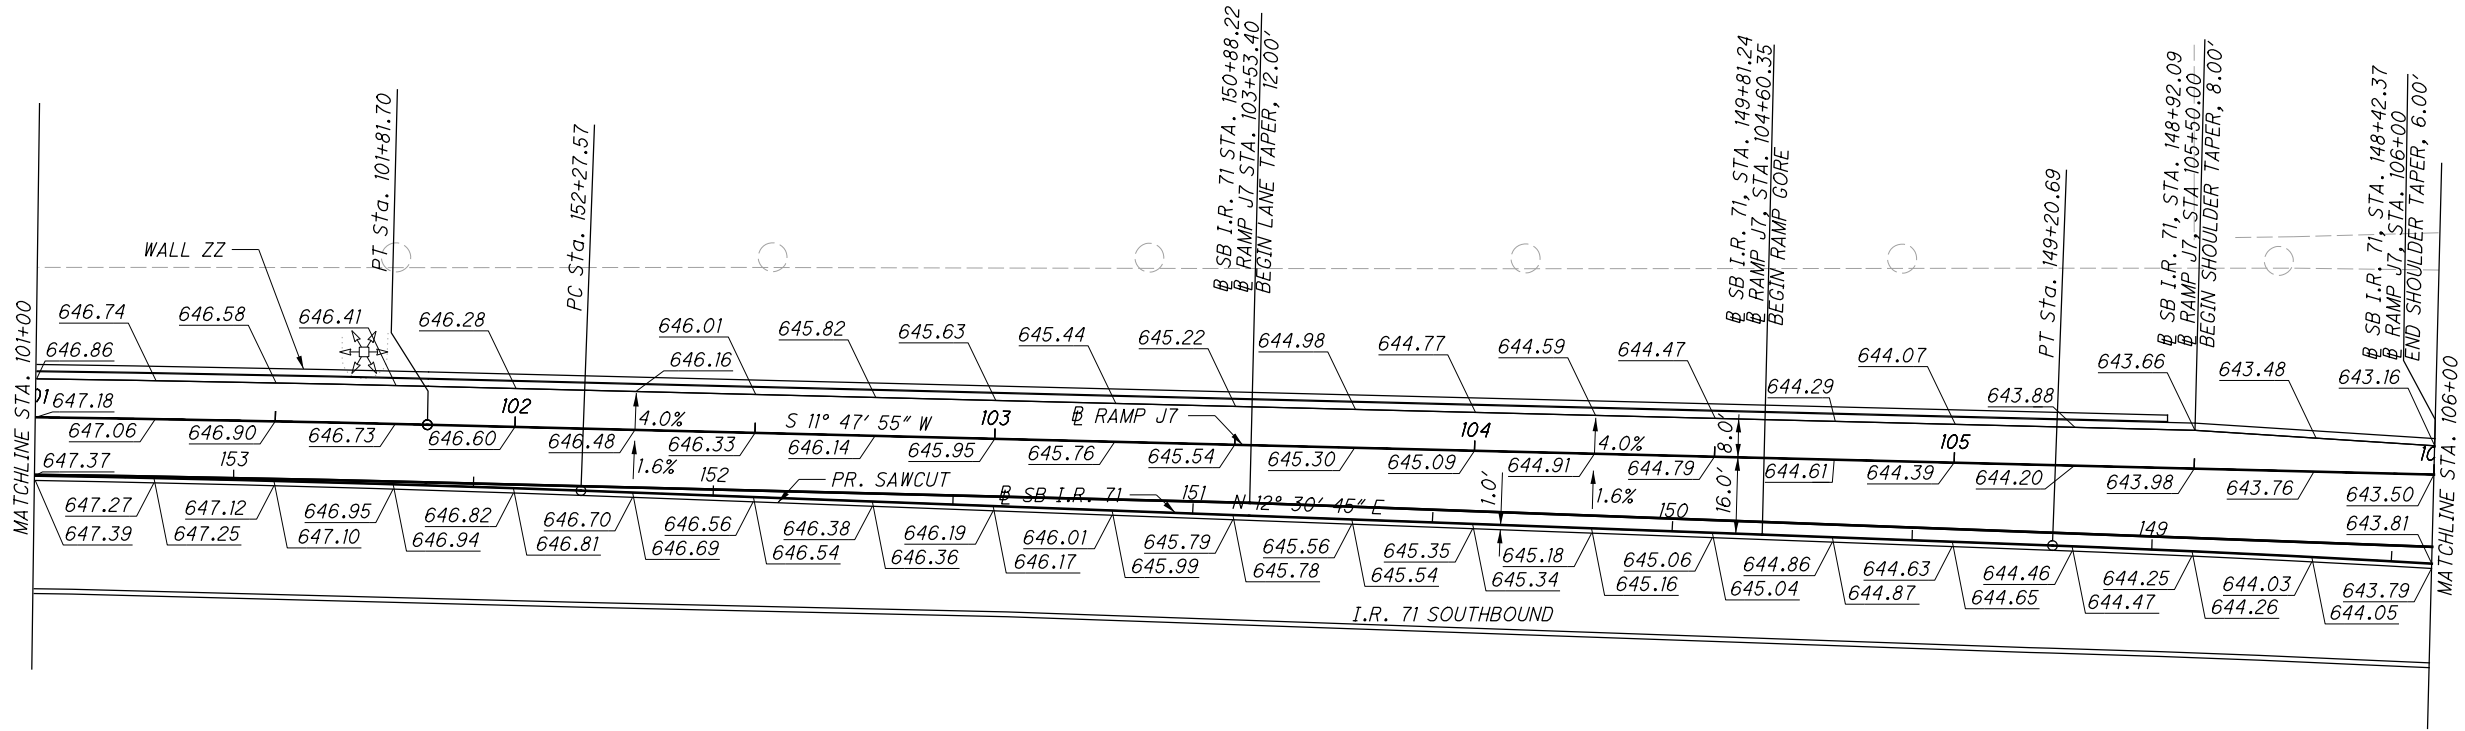 MATCHLINE STA. 101+00
WALL ZZ
PT Sta. 101+81.70
PC Sta. 152+27.57
℄ SB I.R. 71 STA. 150+88.22
℄ RAMP J7 STA. 103+53.40
BEGIN LANE TAPER, 12.00'
℄ SB I.R. 71, STA. 149+81.24
℄ RAMP J7, STA. 104+60.35
BEGIN RAMP GORE
PT Sta. 149+20.69
℄ SB I.R. 71, STA. 148+92.09
℄ RAMP J7, STA 105+50.00
BEGIN SHOULDER TAPER, 8.00'
℄ SB I.R. 71, STA. 148+42.37
℄ RAMP J7, STA. 106+00
END SHOULDER TAPER, 6.00'
MATCHLINE STA. 106+00
646.74 646.58 646.41 646.28 646.01 645.82 645.63 645.44 645.22 644.98 644.77 644.59 644.47 644.29 644.07 643.88 643.66 643.48 643.16
646.86 646.16
01 102 103 104 105 10
S 11° 47' 55" W
℄ RAMP J7
4.0% 4.0% 8.0'
647.18
647.06 646.90 646.73 646.60 646.48 646.33 646.14 645.95 645.76 645.54 645.30 645.09 644.91 644.79 644.61 644.39 644.20 643.98 643.76 643.50
1.6% 1.6% 1.0' 16.0'
647.37
153 152 151 150 149
PR. SAWCUT
℄ SB I.R. 71
N 12° 30' 45" E
647.27 647.12 646.95 646.82 646.70 646.56 646.38 646.19 646.01 645.79 645.56 645.35 645.18 645.06 644.86 644.63 644.46 644.25 644.03 643.81
647.39 647.25 647.10 646.94 646.81 646.69 646.54 646.36 646.17 645.99 645.78 645.54 645.34 645.16 645.04 644.87 644.65 644.47 644.26 644.05 643.79
I.R. 71 SOUTHBOUND